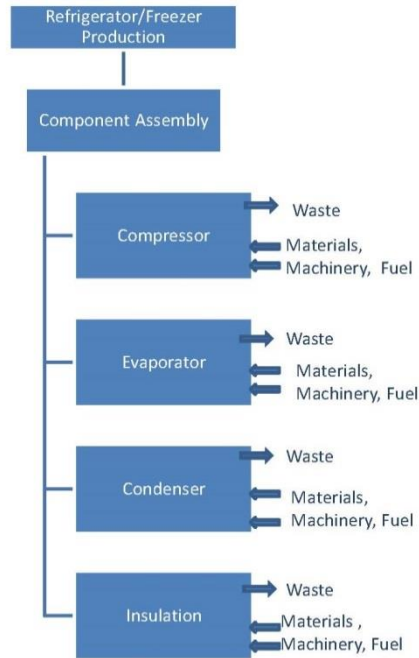 Refrigerator/Freezer
Production
Component Assembly
Compressor
Waste
Materials,
Machinery, Fuel
Evaporator
Waste
Materials,
Machinery, Fuel
Condenser
Waste
Materials,
Machinery, Fuel
Insulation
Waste
Materials ,
Machinery, Fuel